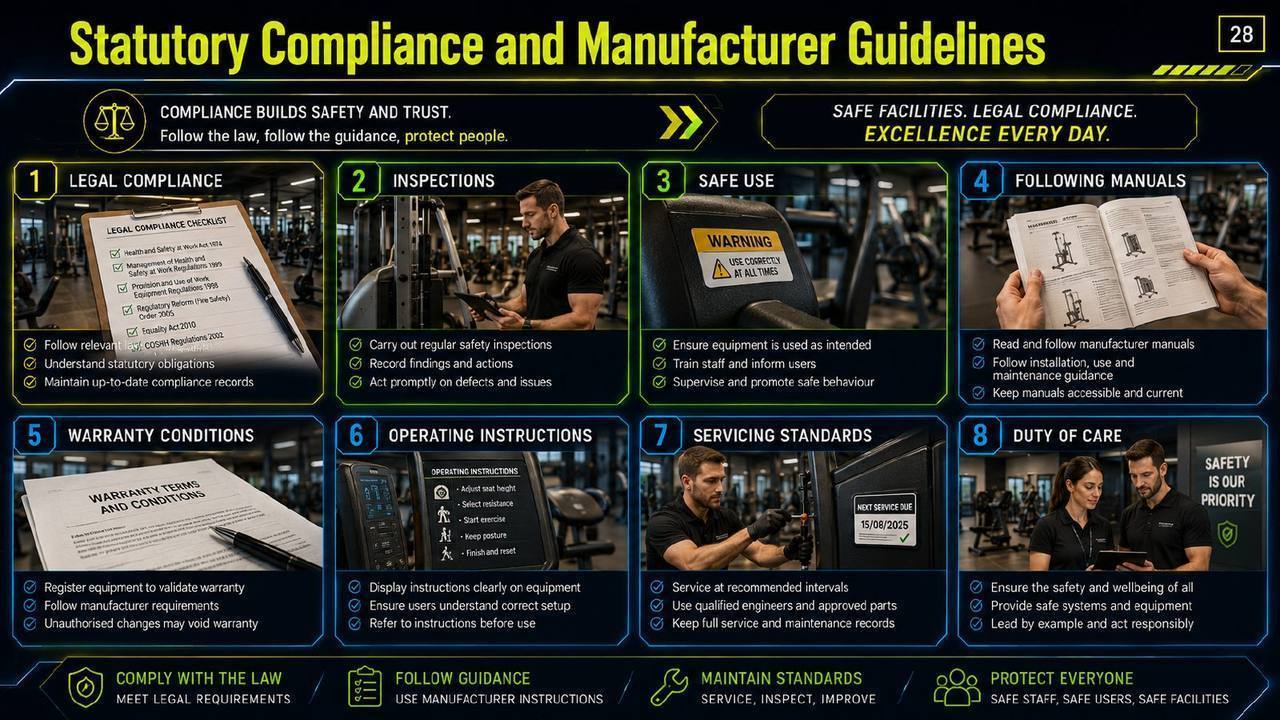 Statutory Compliance and Manufacturer Guidelines
28
COMPLIANCE BUILDS SAFETY AND TRUST.
Follow the law, follow the guidance, protect people.
SAFE FACILITIES. LEGAL COMPLIANCE.
EXCELLENCE EVERY DAY.
1 LEGAL COMPLIANCE
LEGAL COMPLIANCE CHECKLIST
Health and Safety at Work Act 1974
Management of Health and
Safety at Work Regulations 1999
Provision and Use of Work
Equipment Regulations 1998
Regulatory Reform (Fire Safety)
Order 2005
Equality Act 2010
COSHH Regulations 2002
Follow relevant
Understand statutory obligations
Maintain up-to-date compliance records
2 INSPECTIONS
Carry out regular safety inspections
Record findings and actions
Act promptly on defects and issues
3 SAFE USE
WARNING
USE CORRECTLY
AT ALL TIMES
Ensure equipment is used as intended
Train staff and inform users
Supervise and promote safe behaviour
4 FOLLOWING MANUALS
Read and follow manufacturer manuals
Follow installation, use and
maintenance guidance
Keep manuals accessible and current
5 WARRANTY CONDITIONS
WARRANTY TERMS
AND CONDITIONS
Register equipment to validate warranty
Follow manufacturer requirements
Unauthorised changes may void warranty
6 OPERATING INSTRUCTIONS
OPERATING INSTRUCTIONS
• Adjust seat height
• Select resistance
• Start exercise
• Keep posture
• Finish and reset
Display instructions clearly on equipment
Ensure users understand correct setup
Refer to instructions before use
7 SERVICING STANDARDS
NEXT SERVICE DUE
15/08/2025
Service at recommended intervals
Use qualified engineers and approved parts
Keep full service and maintenance records
8 DUTY OF CARE
SAFETY
IS OUR
PRIORITY
Ensure the safety and wellbeing of all
Provide safe systems and equipment
Lead by example and act responsibly
COMPLY WITH THE LAW
MEET LEGAL REQUIREMENTS
FOLLOW GUIDANCE
USE MANUFACTURER INSTRUCTIONS
MAINTAIN STANDARDS
SERVICE, INSPECT, IMPROVE
PROTECT EVERYONE
SAFE STAFF, SAFE USERS, SAFE FACILITIES